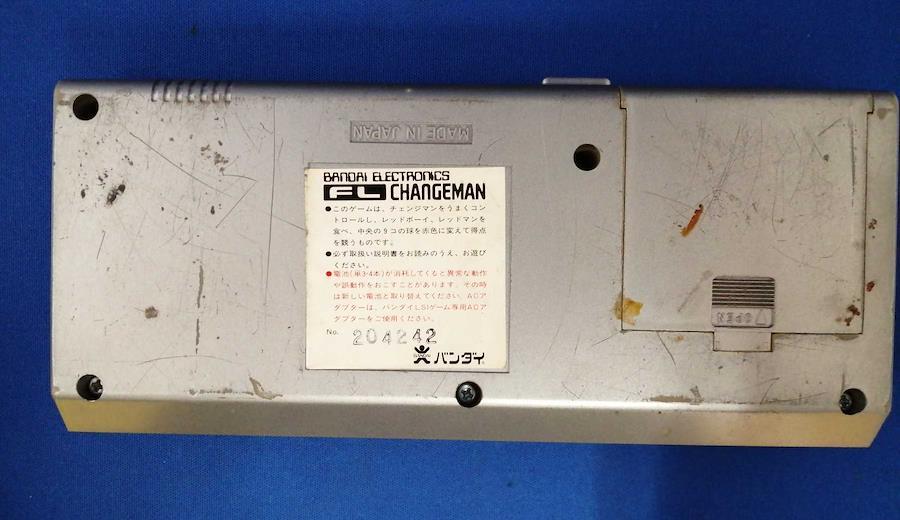 MADE IN JAPAN
BANDAI ELECTRONICS
FL CHANGEMAN
●このゲームは、チェンジマンをうまくコン
トロールし、レッドボーイ、レッドマンを
食べ、中央の9コの球を赤色に変えて得点
を競うものです。
●必ず取扱い説明書をお読みのうえ、お遊び
ください。
●電池(単3・4本)が消耗してくると異常な動作
や誤動作をおこすことがあります。その時
は新しい電池と取り替えてください。ACア
ダプターは、バンダイLSIゲーム専用ACア
ダプターをご使用ください。
No. 204242
BANDAI バンダイ
OPEN